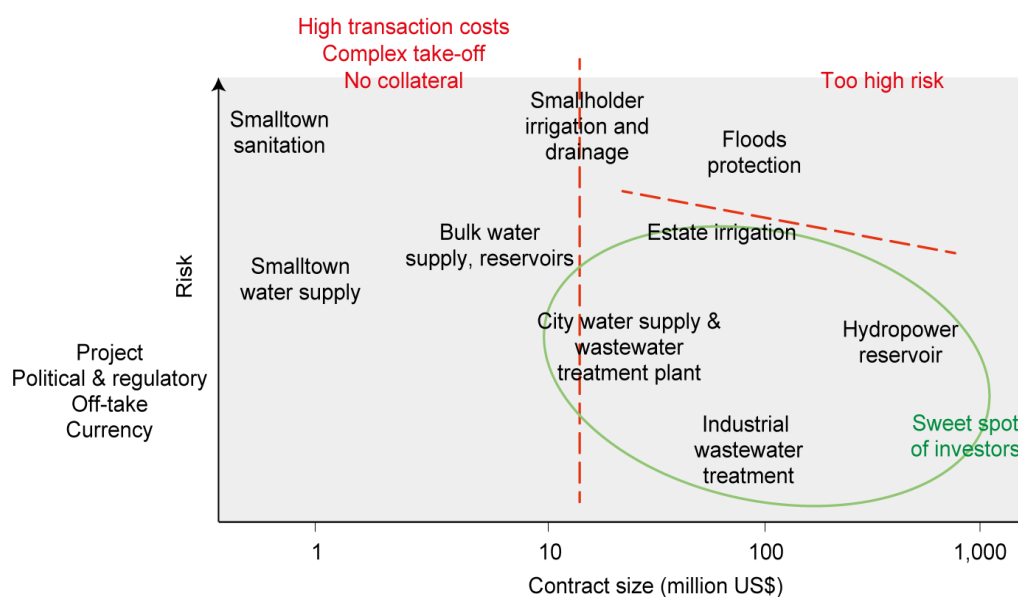 High transaction costs
Complex take-off
No collateral
Too high risk
Smalltown
sanitation
Smallholder
irrigation and
drainage
Floods
protection
Bulk water
supply, reservoirs
Estate irrigation
Smalltown
water supply
City water supply &
wastewater
treatment plant
Hydropower
reservoir
Industrial
wastewater
treatment
Sweet spot
of investors
Risk
Project
Political & regulatory
Off-take
Currency
1
10
100
1,000
Contract size (million US$)